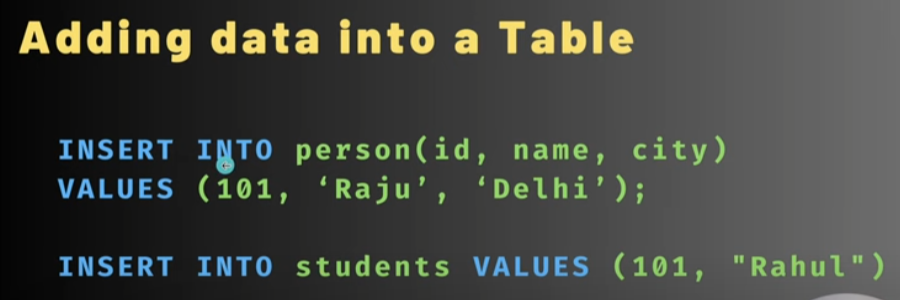 Adding data into a Table
INSERT INTO person(id, name, city)
VALUES (101, ‘Raju’, ‘Delhi’);
INSERT INTO students VALUES (101, "Rahul")